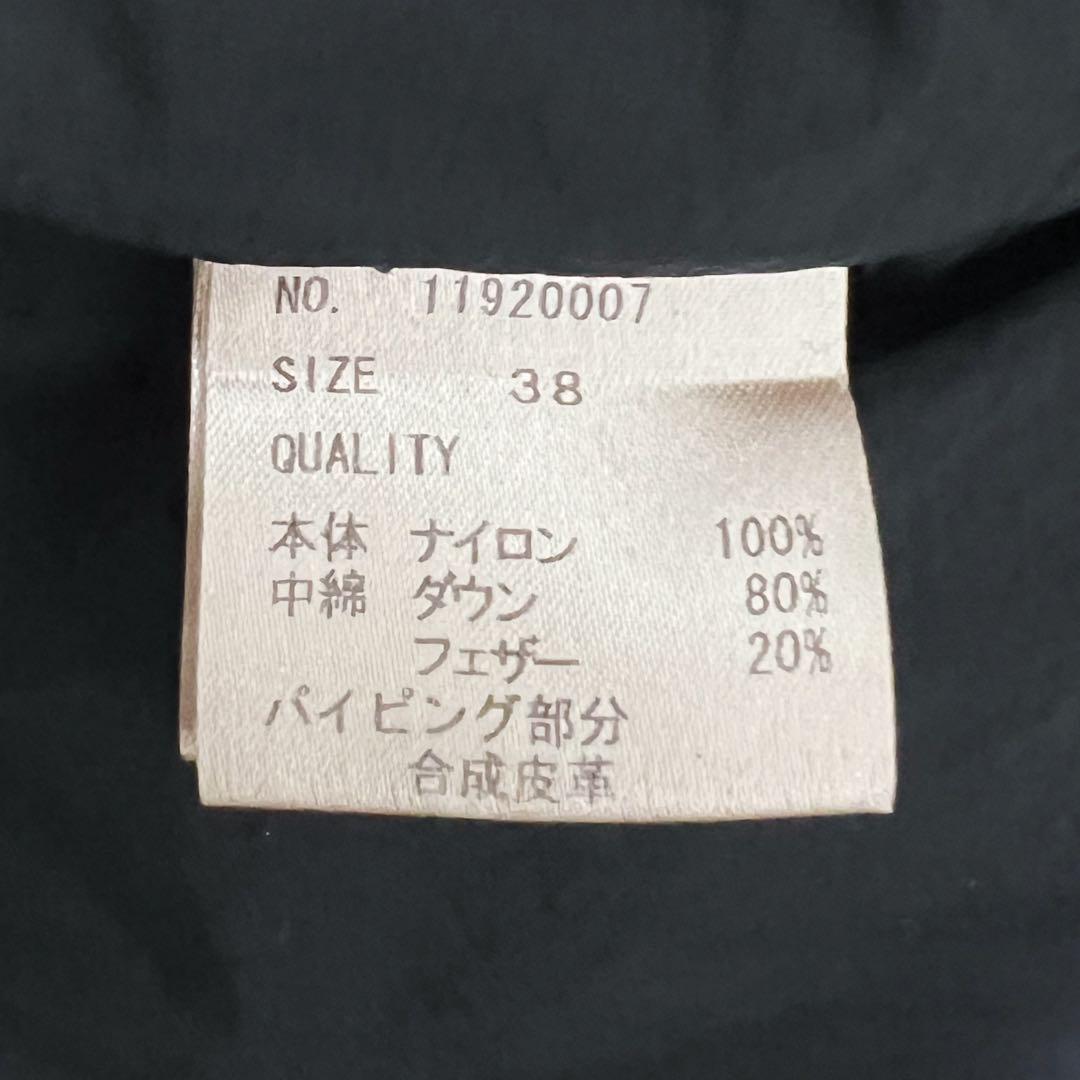 NO. 11920007
SIZE 38
QUALITY
本体 ナイロン 100%
中綿 ダウン 80%
フェザー 20%
パイピング部分
合成皮革